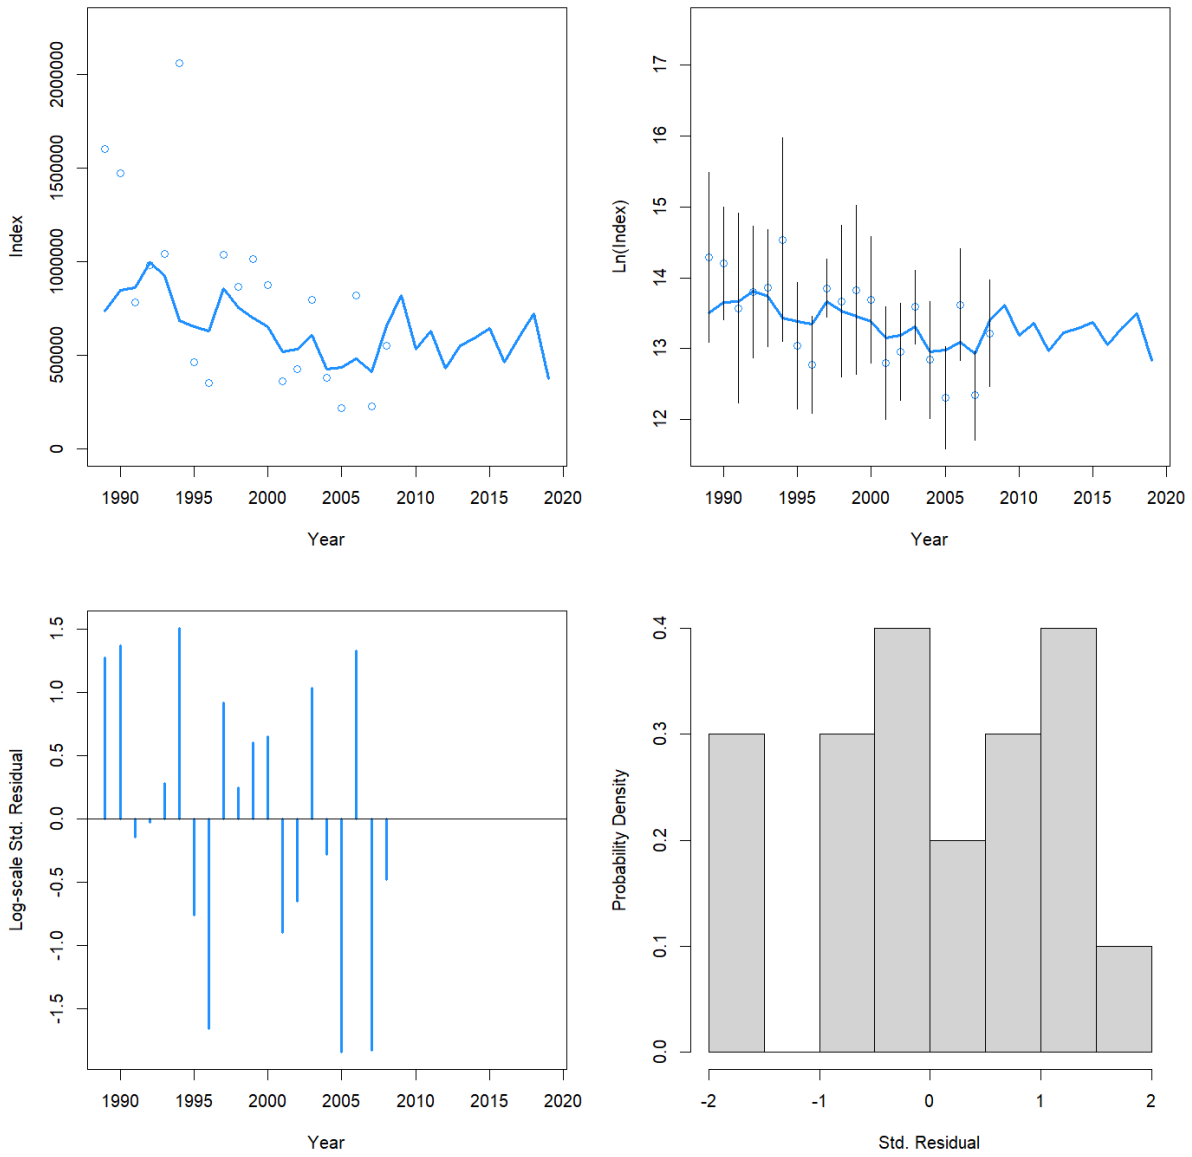 Index
2000000
1500000
1000000
500000
0
1990 1995 2000 2005 2010 2015 2020
Year
Ln(Index)
17
16
15
14
13
12
1990 1995 2000 2005 2010 2015 2020
Year
Log-scale Std. Residual
1.5
1.0
0.5
0.0
-0.5
-1.0
-1.5
1990 1995 2000 2005 2010 2015 2020
Year
Probability Density
0.4
0.3
0.2
0.1
0.0
-2 -1 0 1 2
Std. Residual